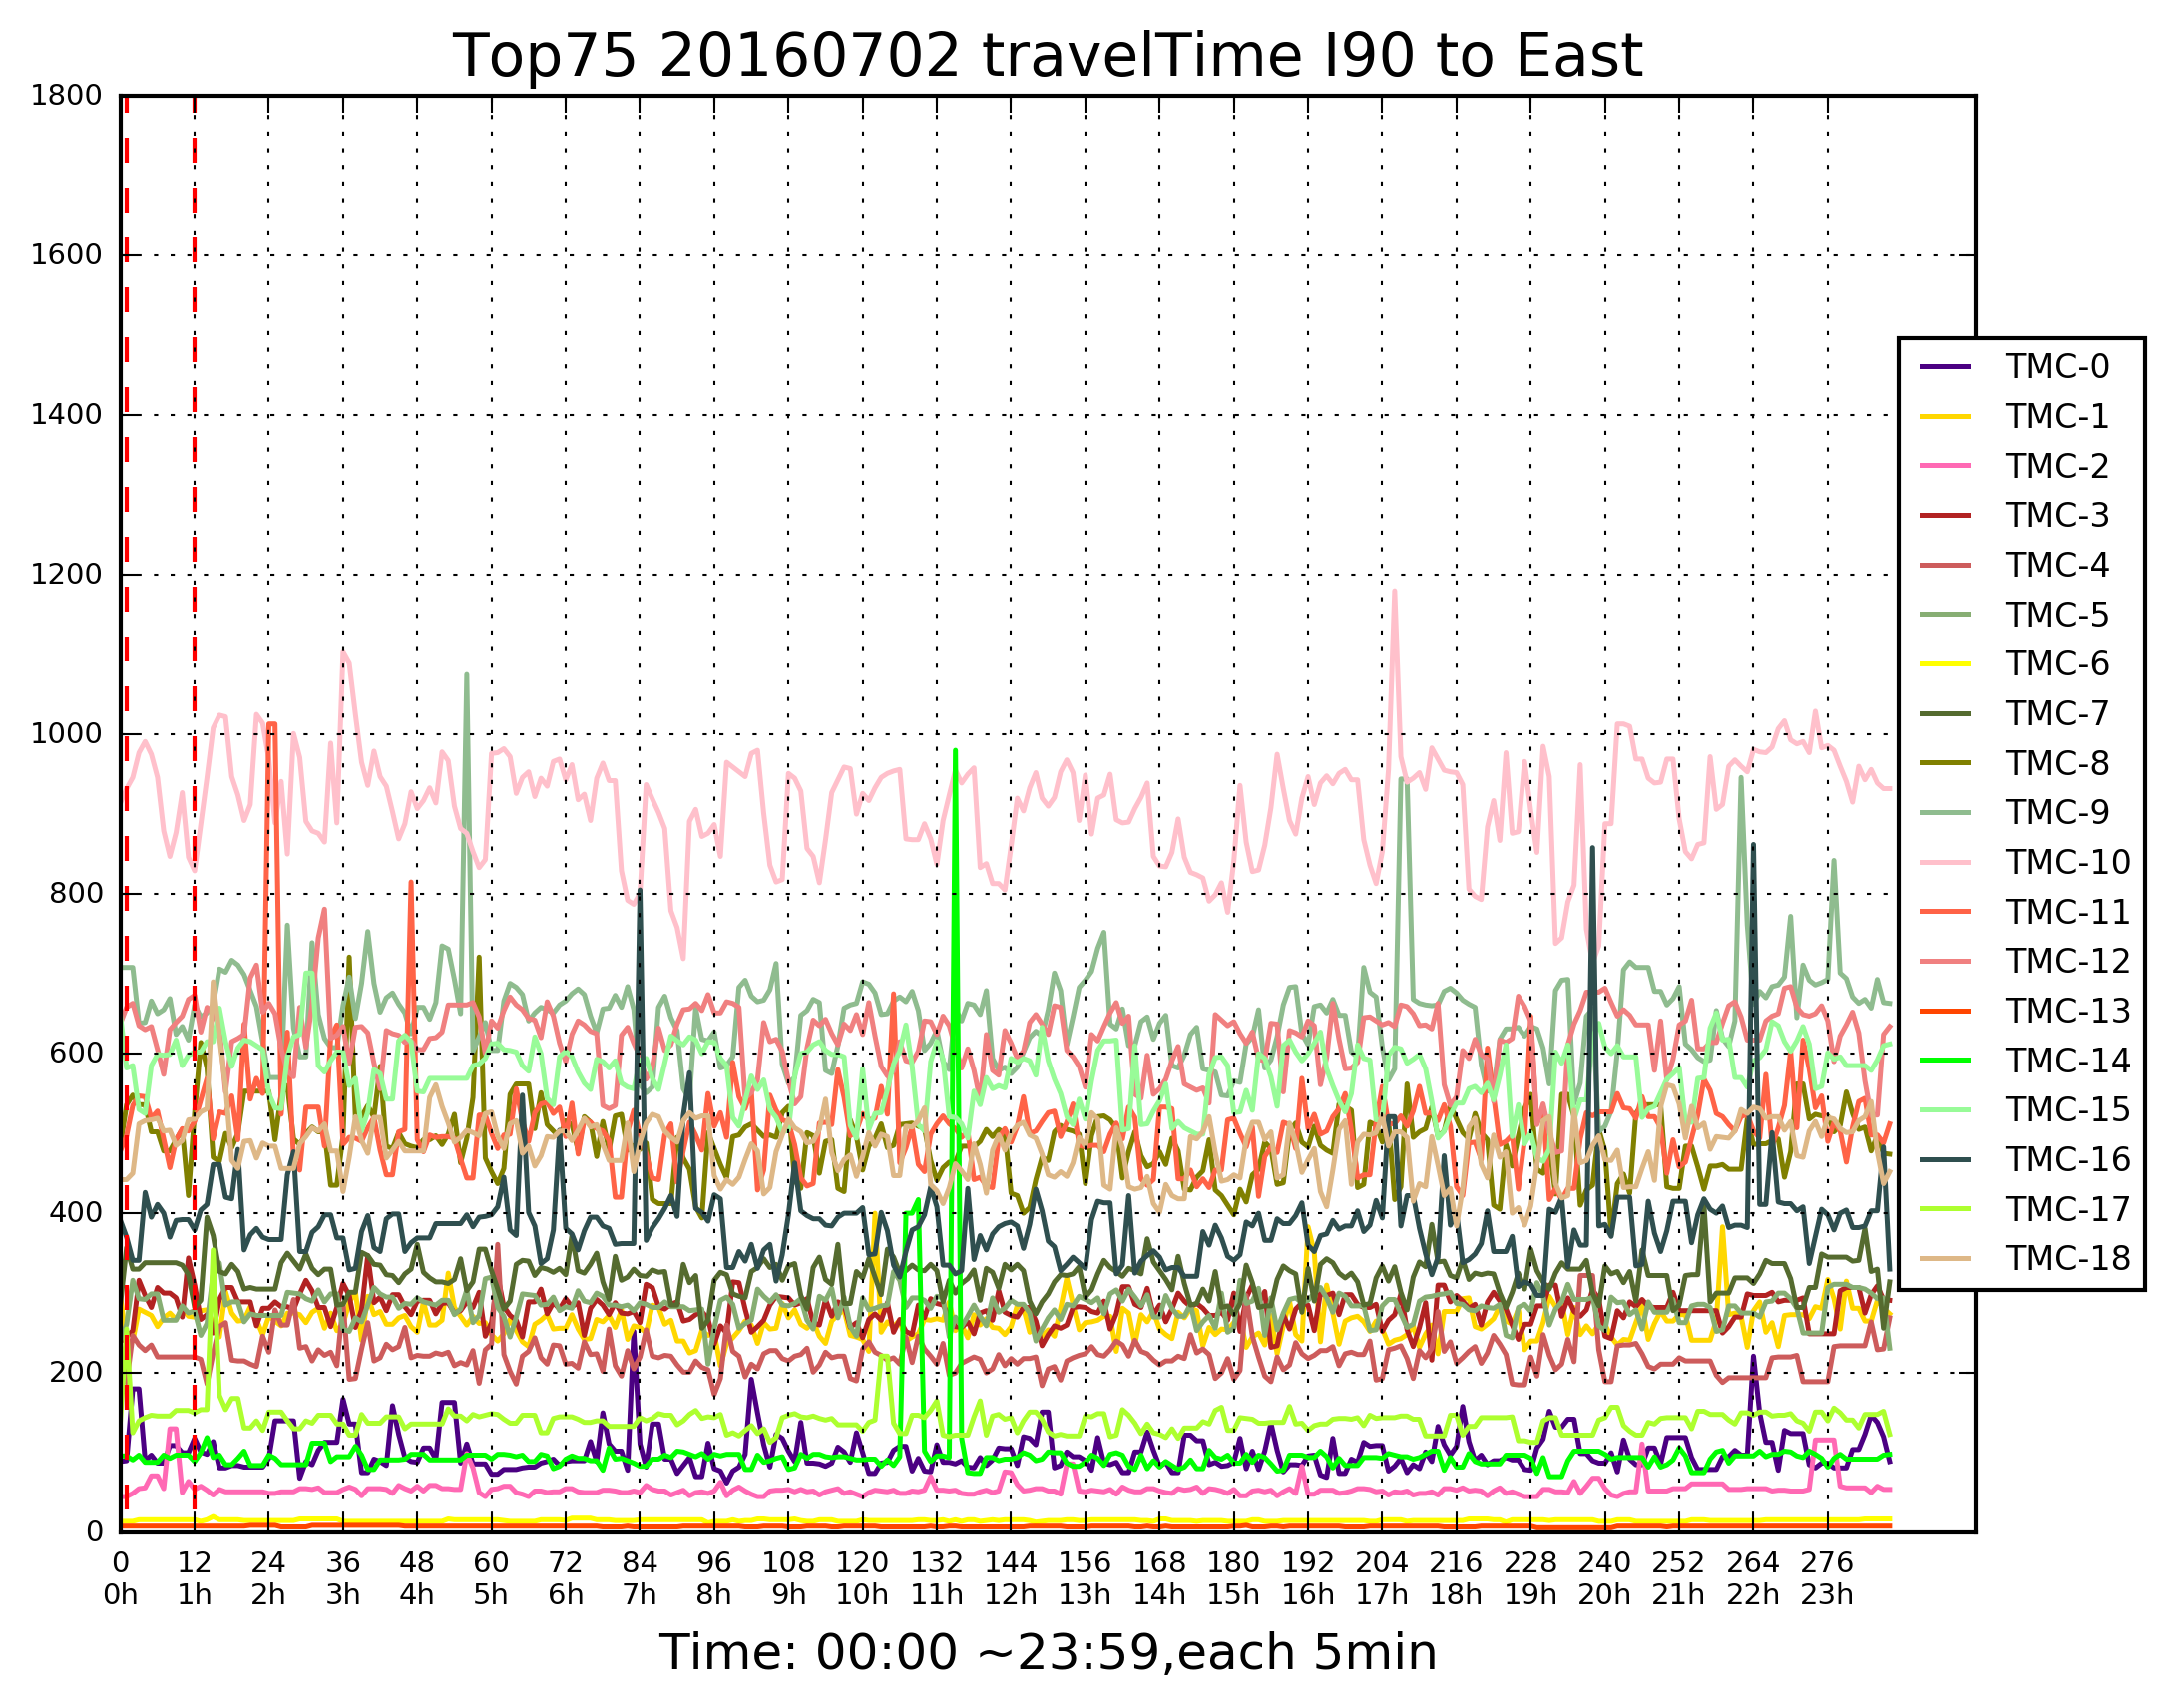 Top75 20160702 travelTime I90 to East
1800
1600
1400
1200
1000
800
600
400
200
0
TMC-0
TMC-1
TMC-2
TMC-3
TMC-4
TMC-5
TMC-6
TMC-7
TMC-8
TMC-9
TMC-10
TMC-11
TMC-12
TMC-13
TMC-14
TMC-15
TMC-16
TMC-17
TMC-18
0 12 24 36 48 60 72 84 96 108 120 132 144 156 168 180 192 204 216 228 240 252 264 276
0h 1h 2h 3h 4h 5h 6h 7h 8h 9h 10h 11h 12h 13h 14h 15h 16h 17h 18h 19h 20h 21h 22h 23h
Time: 00:00 ~23:59,each 5min